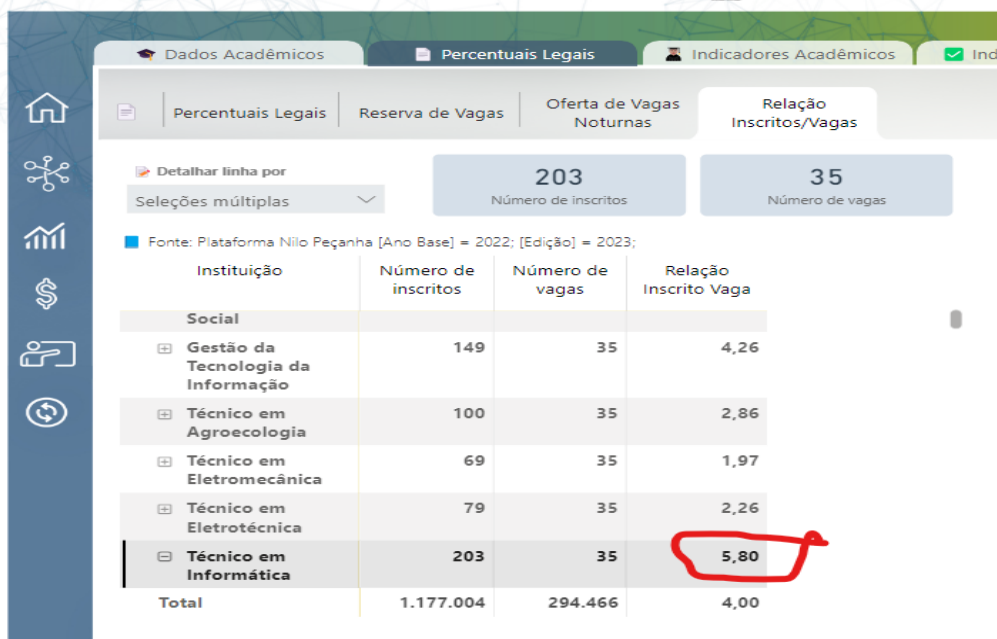 Dados Acadêmicos
Percentuais Legais
Indicadores Acadêmicos
Ind
Percentuais Legais
Reserva de Vagas
Oferta de Vagas
Noturnas
Relação
Inscritos/Vagas
Detalhar linha por
Seleções múltiplas
203
Número de inscritos
35
Número de vagas
Fonte: Plataforma Nilo Peçanha [Ano Base] = 2022; [Edição] = 2023;
Instituição Número de inscritos Número de vagas Relação Inscrito Vaga
Social
Gestão da Tecnologia da Informação 149 35 4,26
Técnico em Agroecologia 100 35 2,86
Técnico em Eletromecânica 69 35 1,97
Técnico em Eletrotécnica 79 35 2,26
Técnico em Informática 203 35 5,80
Total 1.177.004 294.466 4,00